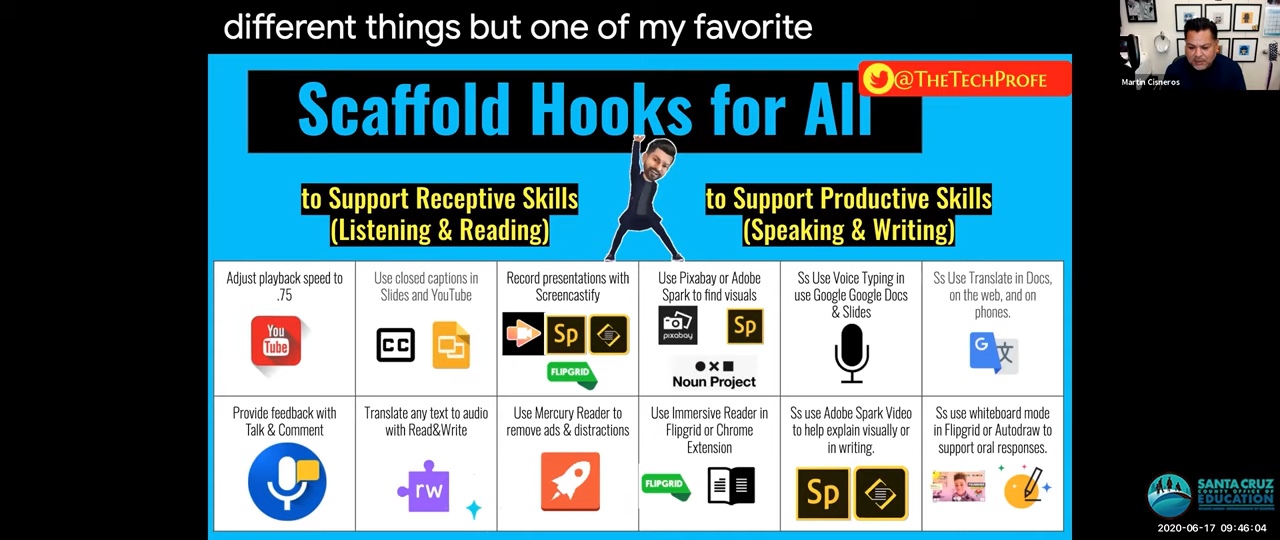 different things but one of my favorite
@TheTechProfe
Scaffold Hooks for All
Martin Cisneros
to Support Receptive Skills
(Listening & Reading)
to Support Productive Skills
(Speaking & Writing)
Adjust playback speed to
.75
You
Tube
Use closed captions in
Slides and YouTube
CC
Record presentations with
Screencastify
Sp
FLIPGRID
Use Pixabay or Adobe
Spark to find visuals
pixabay
Sp
Noun Project
Ss Use Voice Typing in
use Google Google Docs
& Slides
Ss Use Translate in Docs,
on the web, and on
phones.
G
文
Provide feedback with
Talk & Comment
Translate any text to audio
with Read&Write
rw
Use Mercury Reader to
remove ads & distractions
Use Immersive Reader in
Flipgrid or Chrome
Extension
FLIPGRID
Ss use Adobe Spark Video
to help explain visually or
in writing.
Sp
Ss use whiteboard mode
in Flipgrid or Autodraw to
support oral responses.
SANTA CRUZ
COUNTY OFFICE OF
EDUCATION
2020-06-17 09:46:04